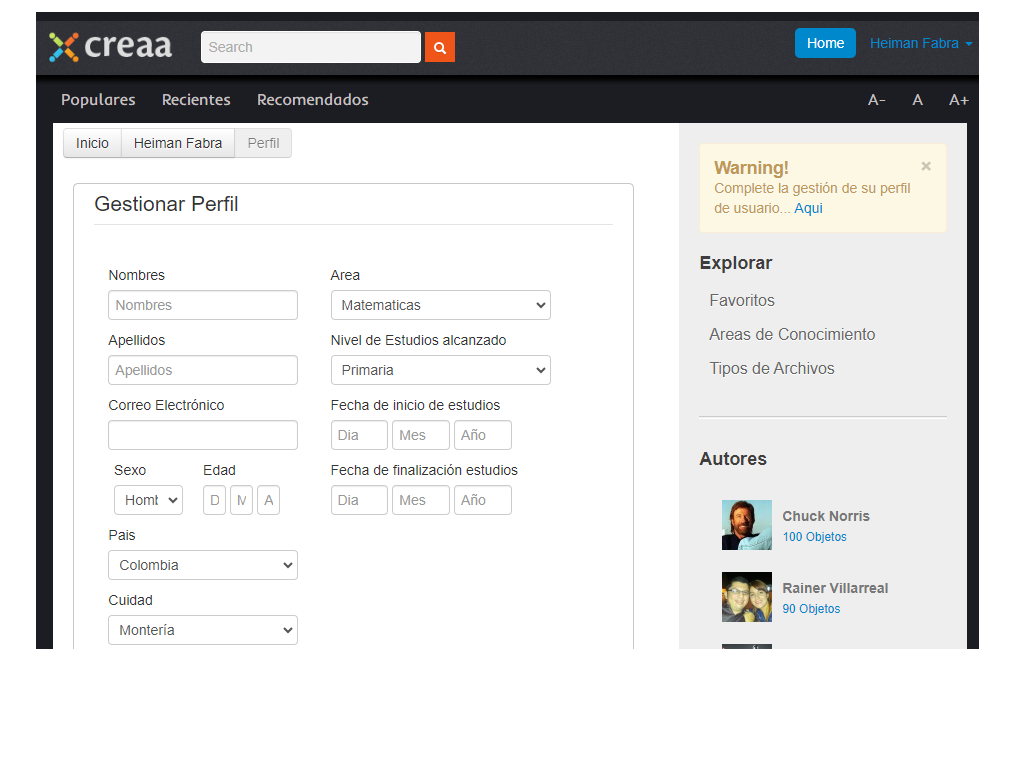 creaa
Search
Home
Heiman Fabra
Populares
Recientes
Recomendados
A-
A
A+
Inicio
Heiman Fabra
Perfil
Gestionar Perfil
Nombres
Nombres
Apellidos
Apellidos
Correo Electrónico
Sexo
Edad
Homb
D
M
A
Pais
Colombia
Cuidad
Montería
Area
Matematicas
Nivel de Estudios alcanzado
Primaria
Fecha de inicio de estudios
Dia
Mes
Año
Fecha de finalización estudios
Dia
Mes
Año
Warning!
×
Complete la gestión de su perfil
de usuario... Aqui
Explorar
Favoritos
Areas de Conocimiento
Tipos de Archivos
Autores
Chuck Norris
100 Objetos
Rainer Villarreal
90 Objetos